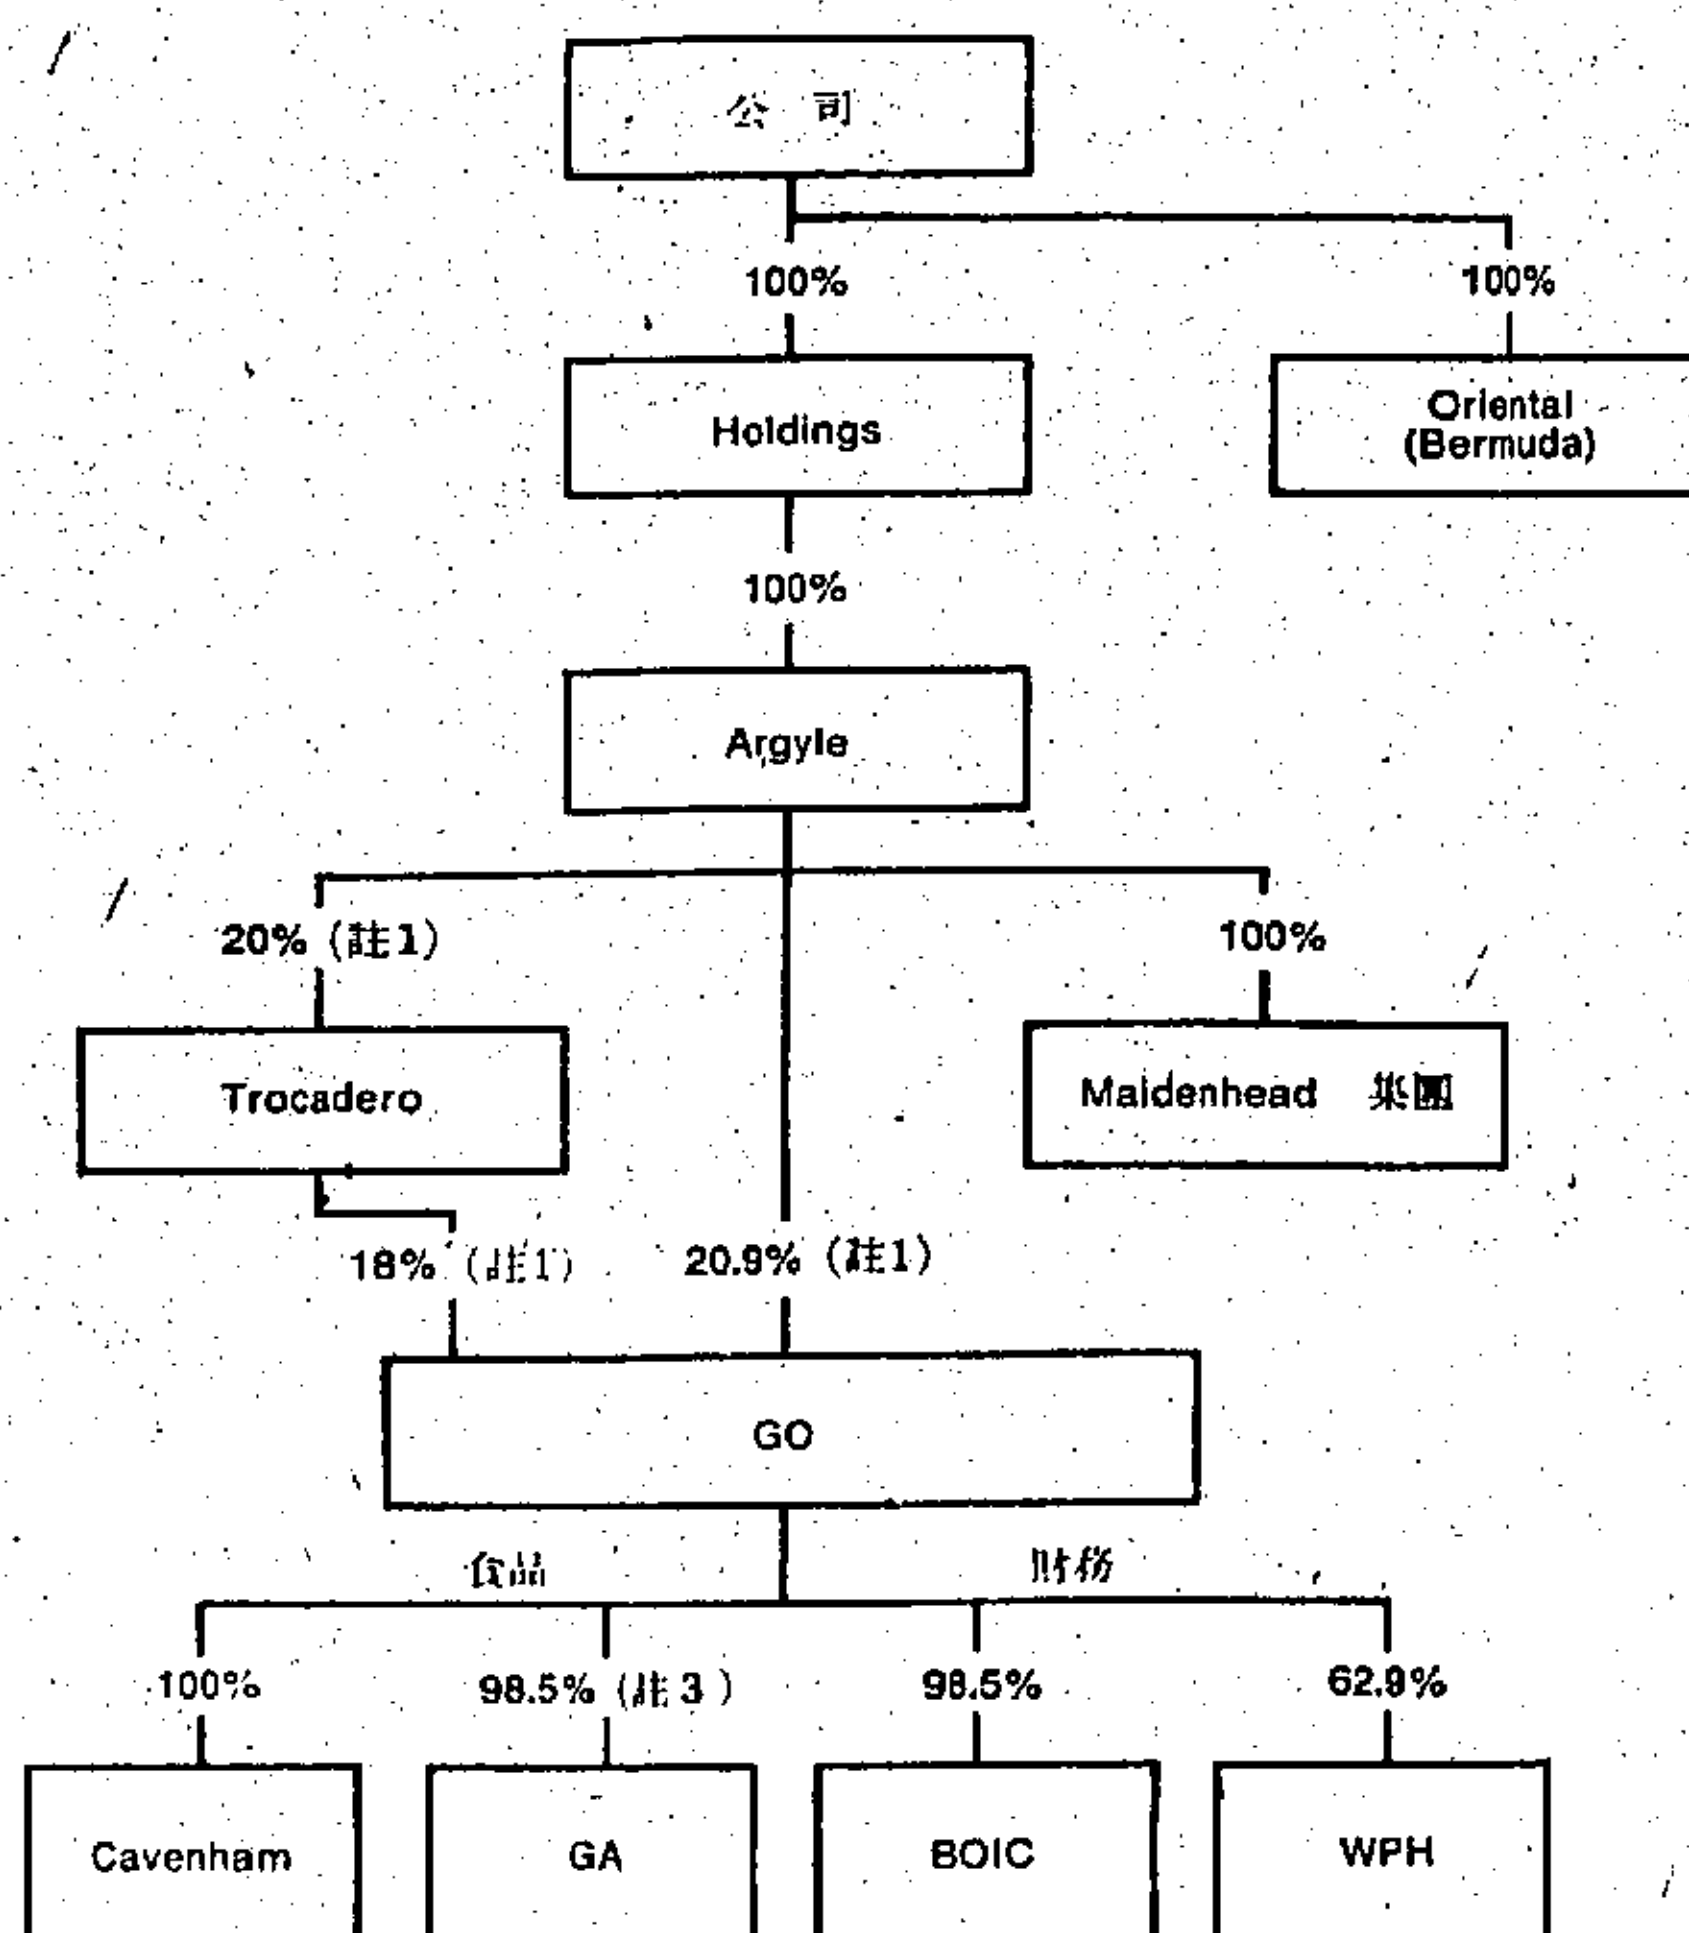 公 司
100%
100%
Holdings
Oriental
(Bermuda)
100%
Argyle
20% (註1)
100%
Trocadero
Maidenhead 集團
18% (註1)
20.9% (註1)
GO
食品
財務
100%
98.5% (註3)
98.5%
62.9%
Cavenham
GA
BOIC
WPH